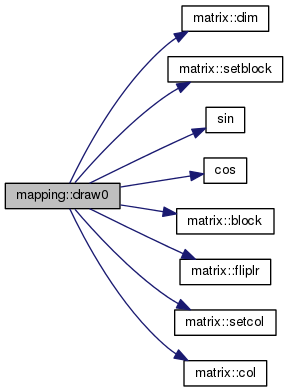 matrix::dim
matrix::setblock
sin
cos
mapping::draw0
matrix::block
matrix::fliplr
matrix::setcol
matrix::col